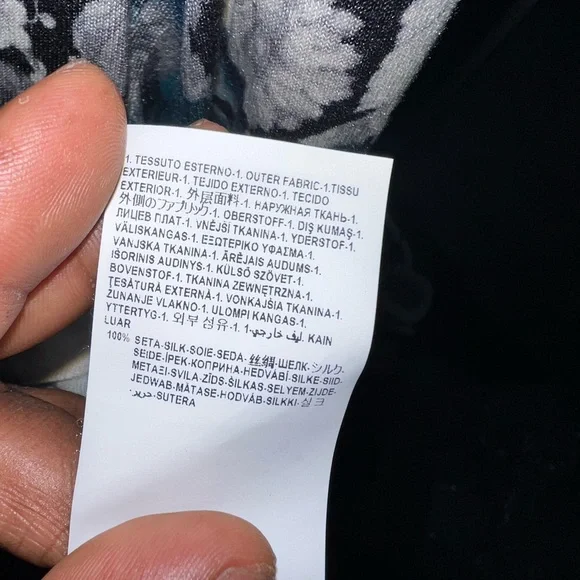 1. TESSUTO ESTERNO-1. OUTER FABRIC-1.TISSU
EXTERIEUR-1. TEJIDO EXTERNO-1. TECIDO
EXTERIOR-1. 外层面料-1. НАРУЖНАЯ ТКАНЬ-1.
外側のファブリック-1. OBERSTOFF-1. DIŞ KUMAŞ-1.
ЛИЦЕВ ПЛАТ-1. VNĚJŠÍ TKANINA-1. YDERSTOF-1.
VÄLISKANGAS-1. ΕΞΩΤΕΡΙΚΟ ΥΦΑΣΜΑ-1.
VANJSKA TKANINA-1. ĀRĒJAIS AUDUMS-1.
IŠORINIS AUDINYS-1. KÜLSŐ SZÖVET-1.
BOVENSTOF-1. TKANINA ZEWNĘTRZNA-1.
ŢESĂTURĂ EXTERNĂ-1. VONKAJŠIA TKANINA-1.
ZUNANJE VLAKNO-1. ULOMPI KANGAS-1.
YTTERTYG-1. 외부 섬유-1. ليف خارجي-1. KAIN
LUAR
100% SETA-SILK-SOIE-SEDA-丝绸-ШЕЛК-シルク-
SEIDE-İPEK-КОПРИНА-HEDVÁBÍ-SILKE-SIID-
ΜΕΤΑΞΙ-SVILA-ZĪDS-ŠILKAS-SELYEM-ZIJDE-
JEDWAB-MĂTASE-HODVÁB-SILKKI-실크
حرير-SUTERA